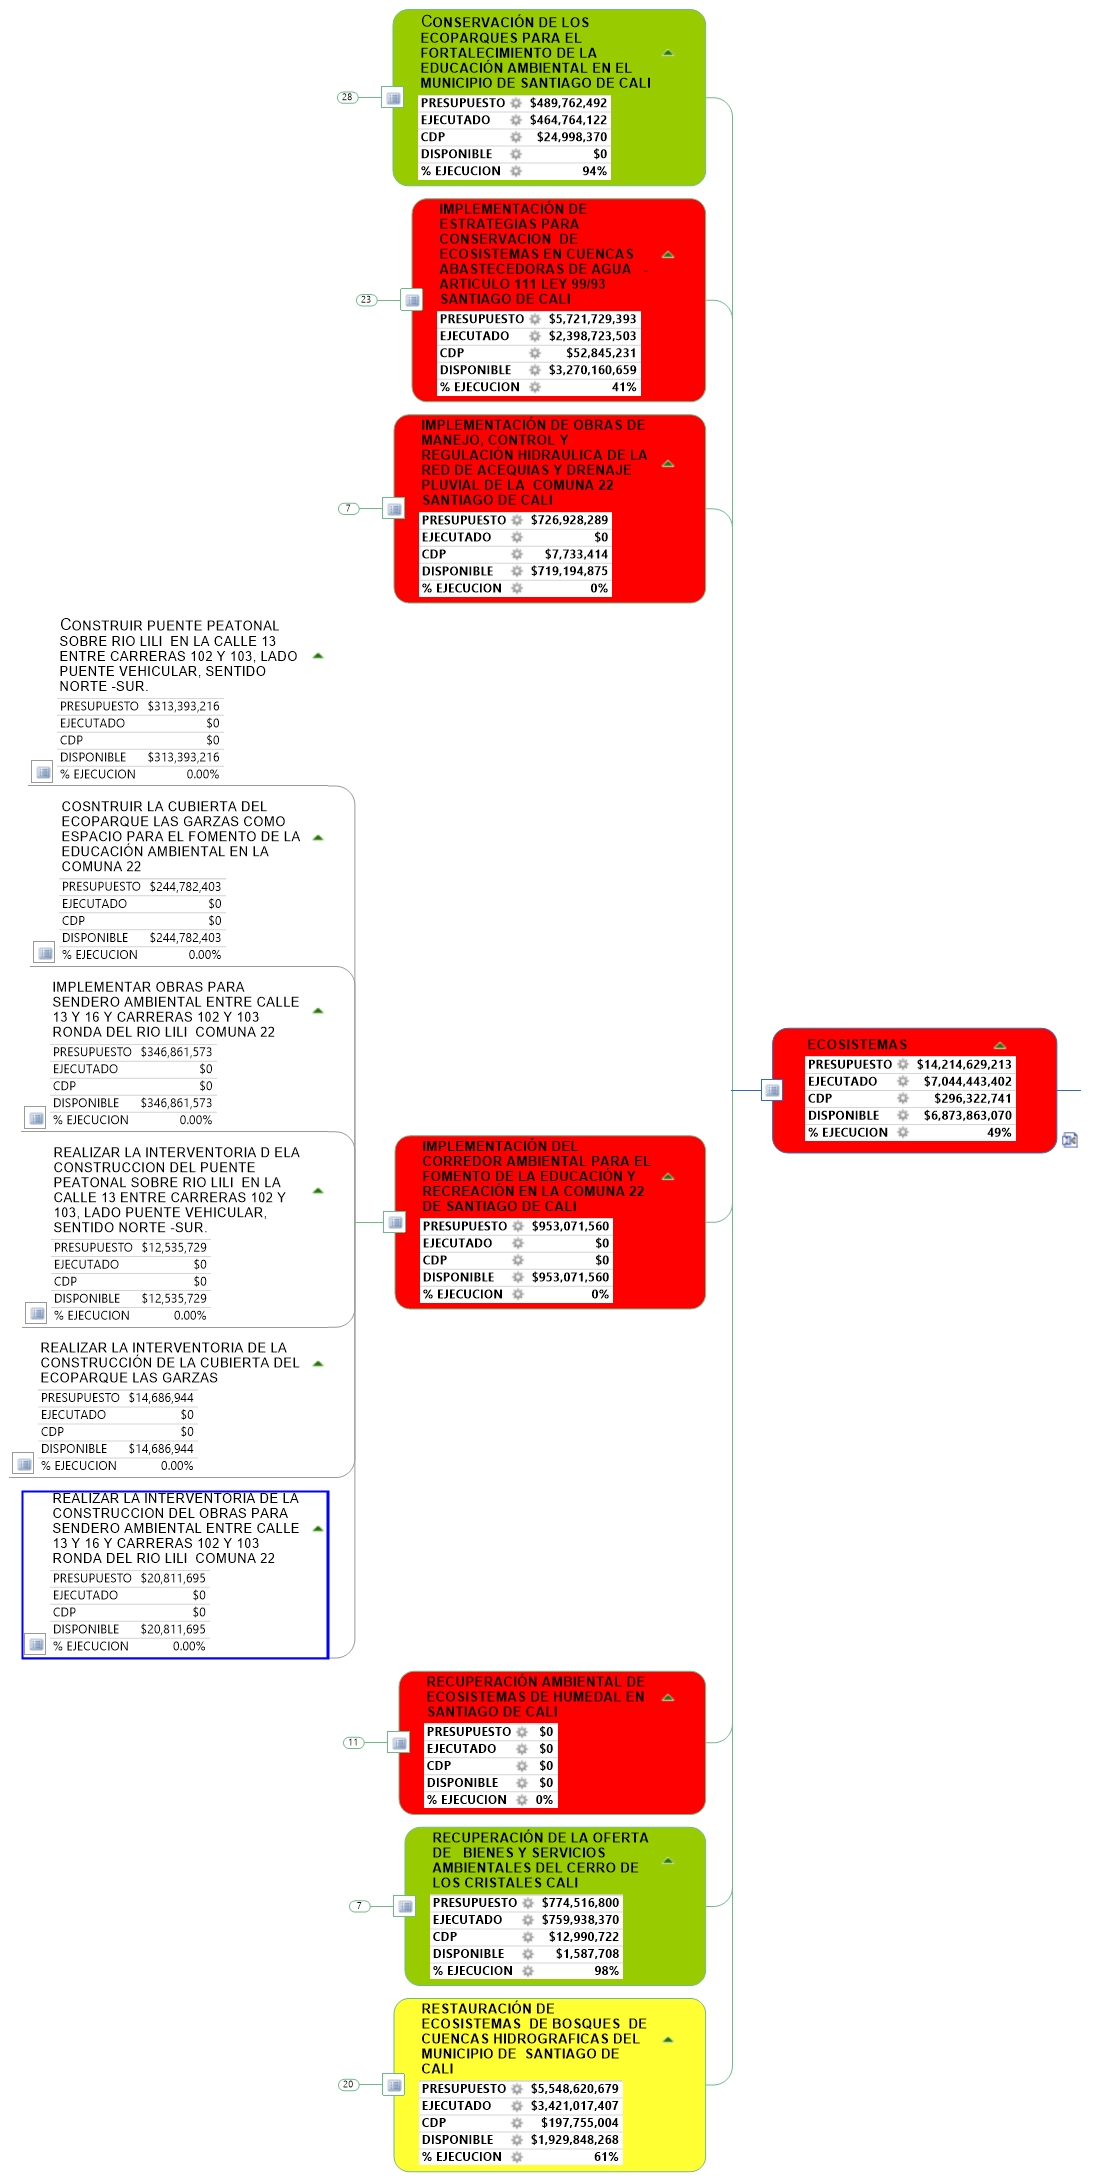 CONSERVACIÓN DE LOS
ECOPARQUES PARA EL
FORTALECIMIENTO DE LA
EDUCACIÓN AMBIENTAL EN EL
MUNICIPIO DE SANTIAGO DE CALI
28
PRESUPUESTO $489,762,492
EJECUTADO $464,764,122
CDP $24,998,370
DISPONIBLE $0
% EJECUCION 94%
IMPLEMENTACIÓN DE
ESTRATEGIAS PARA
CONSERVACION DE
ECOSISTEMAS EN CUENCAS
ABASTECEDORAS DE AGUA -
ARTICULO 111 LEY 99/93
SANTIAGO DE CALI
23
PRESUPUESTO $5,721,729,393
EJECUTADO $2,398,723,503
CDP $52,845,231
DISPONIBLE $3,270,160,659
% EJECUCION 41%
IMPLEMENTACIÓN DE OBRAS DE
MANEJO, CONTROL Y
REGULACIÓN HIDRAULICA DE LA
RED DE ACEQUIAS Y DRENAJE
PLUVIAL DE LA COMUNA 22
SANTIAGO DE CALI
7
PRESUPUESTO $726,928,289
EJECUTADO $0
CDP $7,733,414
DISPONIBLE $719,194,875
% EJECUCION 0%
CONSTRUIR PUENTE PEATONAL
SOBRE RIO LILI EN LA CALLE 13
ENTRE CARRERAS 102 Y 103, LADO
PUENTE VEHICULAR, SENTIDO
NORTE -SUR.
PRESUPUESTO $313,393,216
EJECUTADO $0
CDP $0
DISPONIBLE $313,393,216
% EJECUCION 0.00%
COSNTRUIR LA CUBIERTA DEL
ECOPARQUE LAS GARZAS COMO
ESPACIO PARA EL FOMENTO DE LA
EDUCACIÓN AMBIENTAL EN LA
COMUNA 22
PRESUPUESTO $244,782,403
EJECUTADO $0
CDP $0
DISPONIBLE $244,782,403
% EJECUCION 0.00%
IMPLEMENTAR OBRAS PARA
SENDERO AMBIENTAL ENTRE CALLE
13 Y 16 Y CARRERAS 102 Y 103
RONDA DEL RIO LILI COMUNA 22
PRESUPUESTO $346,861,573
EJECUTADO $0
CDP $0
DISPONIBLE $346,861,573
% EJECUCION 0.00%
REALIZAR LA INTERVENTORIA D ELA
CONSTRUCCION DEL PUENTE
PEATONAL SOBRE RIO LILI EN LA
CALLE 13 ENTRE CARRERAS 102 Y
103, LADO PUENTE VEHICULAR,
SENTIDO NORTE -SUR.
PRESUPUESTO $12,535,729
EJECUTADO $0
CDP $0
DISPONIBLE $12,535,729
% EJECUCION 0.00%
REALIZAR LA INTERVENTORIA DE LA
CONSTRUCCIÓN DE LA CUBIERTA DEL
ECOPARQUE LAS GARZAS
PRESUPUESTO $14,686,944
EJECUTADO $0
CDP $0
DISPONIBLE $14,686,944
% EJECUCION 0.00%
REALIZAR LA INTERVENTORIA DE LA
CONSTRUCCION DEL OBRAS PARA
SENDERO AMBIENTAL ENTRE CALLE
13 Y 16 Y CARRERAS 102 Y 103
RONDA DEL RIO LILI COMUNA 22
PRESUPUESTO $20,811,695
EJECUTADO $0
CDP $0
DISPONIBLE $20,811,695
% EJECUCION 0.00%
IMPLEMENTACIÓN DEL
CORREDOR AMBIENTAL PARA EL
FOMENTO DE LA EDUCACIÓN Y
RECREACIÓN EN LA COMUNA 22
DE SANTIAGO DE CALI
PRESUPUESTO $953,071,560
EJECUTADO $0
CDP $0
DISPONIBLE $953,071,560
% EJECUCION 0%
ECOSISTEMAS
PRESUPUESTO $14,214,629,213
EJECUTADO $7,044,443,402
CDP $296,322,741
DISPONIBLE $6,873,863,070
% EJECUCION 49%
RECUPERACIÓN AMBIENTAL DE
ECOSISTEMAS DE HUMEDAL EN
SANTIAGO DE CALI
11
PRESUPUESTO $0
EJECUTADO $0
CDP $0
DISPONIBLE $0
% EJECUCION 0%
RECUPERACIÓN DE LA OFERTA
DE BIENES Y SERVICIOS
AMBIENTALES DEL CERRO DE
LOS CRISTALES CALI
7
PRESUPUESTO $774,516,800
EJECUTADO $759,938,370
CDP $12,990,722
DISPONIBLE $1,587,708
% EJECUCION 98%
RESTAURACIÓN DE
ECOSISTEMAS DE BOSQUES DE
CUENCAS HIDROGRAFICAS DEL
MUNICIPIO DE SANTIAGO DE
CALI
20
PRESUPUESTO $5,548,620,679
EJECUTADO $3,421,017,407
CDP $197,755,004
DISPONIBLE $1,929,848,268
% EJECUCION 61%